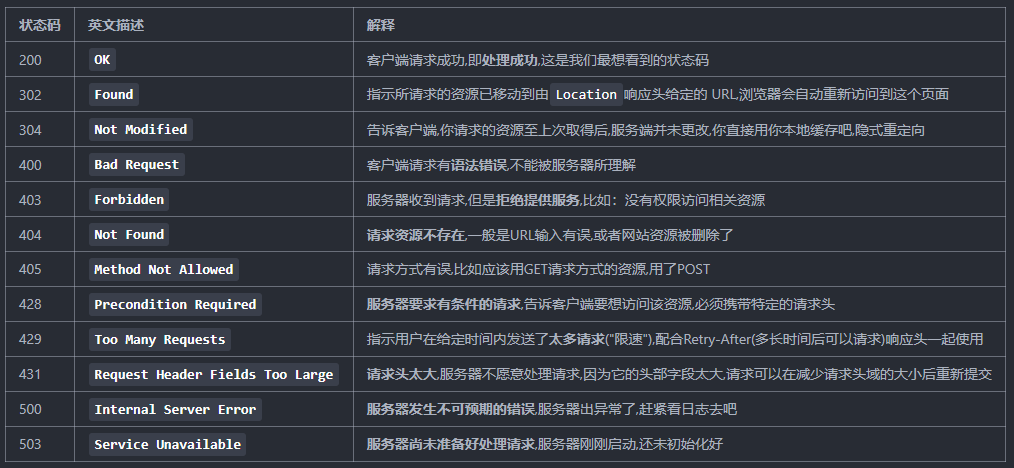 状态码 英文描述 解释
200 OK 客户端请求成功,即处理成功,这是我们最想看到的状态码
302 Found 指示所请求的资源已移动到由 Location 响应头给定的 URL,浏览器会自动重新访问到这个页面
304 Not Modified 告诉客户端,你请求的资源至上次取得后,服务端并未更改,你直接用你本地缓存吧,隐式重定向
400 Bad Request 客户端请求有语法错误,不能被服务器所理解
403 Forbidden 服务器收到请求,但是拒绝提供服务,比如：没有权限访问相关资源
404 Not Found 请求资源不存在,一般是URL输入有误,或者网站资源被删除了
405 Method Not Allowed 请求方式有误,比如应该用GET请求方式的资源,用了POST
428 Precondition Required 服务器要求有条件的请求,告诉客户端要想访问该资源,必须携带特定的请求头
429 Too Many Requests 指示用户在给定时间内发送了太多请求("限速"),配合Retry-After(多长时间后可以请求)响应头一起使用
431 Request Header Fields Too Large 请求头太大,服务器不愿意处理请求,因为它的头部字段太大,请求可以在减少请求头域的大小后重新提交
500 Internal Server Error 服务器发生不可预期的错误,服务器出异常了,赶紧看日志去吧
503 Service Unavailable 服务器尚未准备好处理请求,服务器刚刚启动,还未初始化好